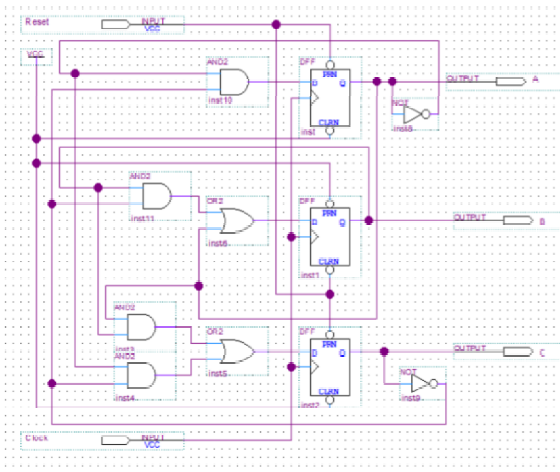 Reset INPUT VCC
VCC
AND2 DFF
PRN
D Q OUTPUT A
NOT
inst10 inst8
CLRN
inst
AND2 DFF
OR2
PRN
D Q OUTPUT B
inst11
inst6
CLRN
inst1
AND2
OR2 DFF
PRN
D Q OUTPUT C
AND2
NOT
inst5
CLRN
inst4 inst2 inst9
Clock INPUT VCC